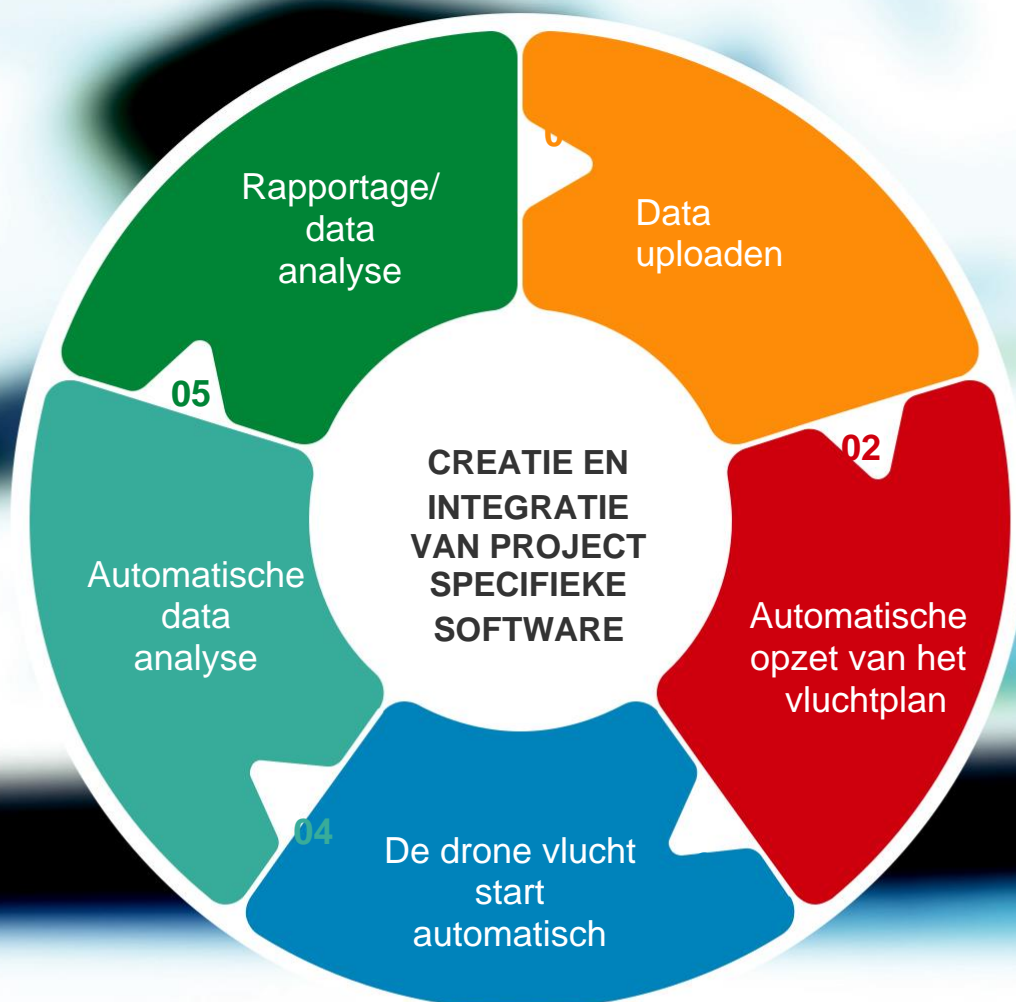 Data
uploaden
02
Automatische
opzet van het
vluchtplan
De drone vlucht
start
automatisch
04
Automatische
data
analyse
05
Rapportage/
data
analyse
CREATIE EN
INTEGRATIE
VAN PROJECT
SPECIFIEKE
SOFTWARE